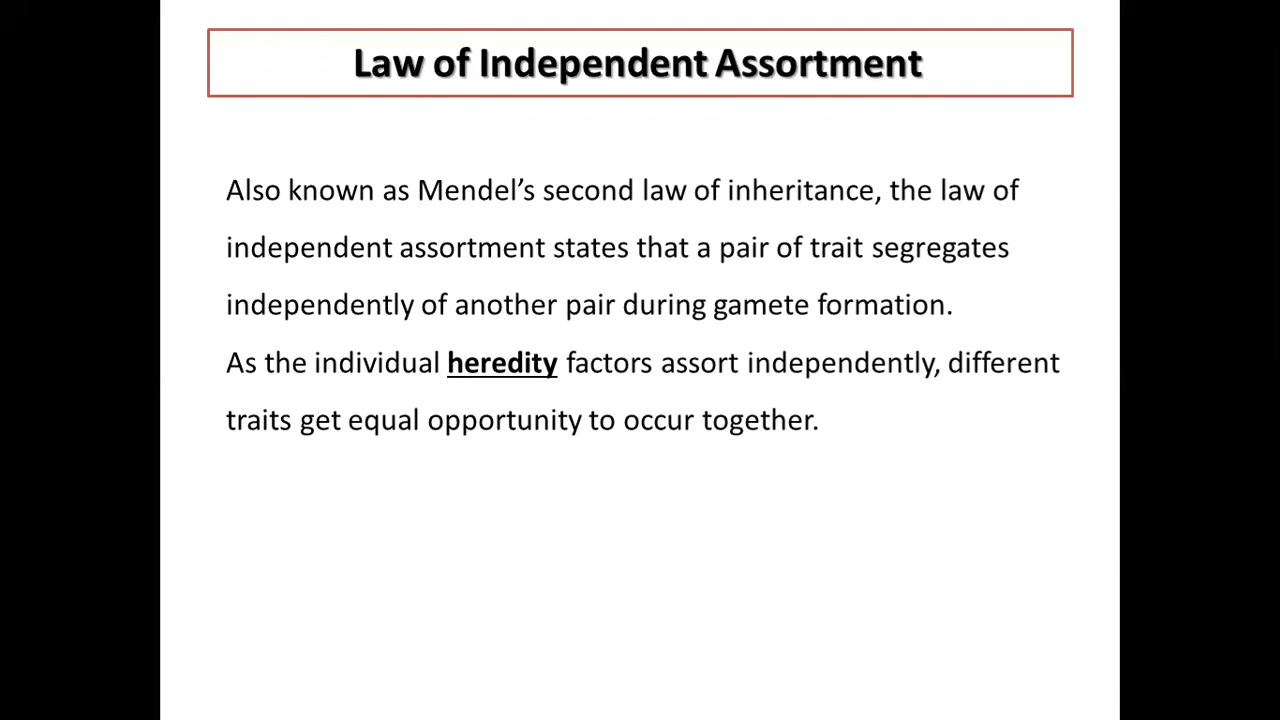 Law of Independent Assortment
Also known as Mendel’s second law of inheritance, the law of
independent assortment states that a pair of trait segregates
independently of another pair during gamete formation.
As the individual heredity factors assort independently, different
traits get equal opportunity to occur together.